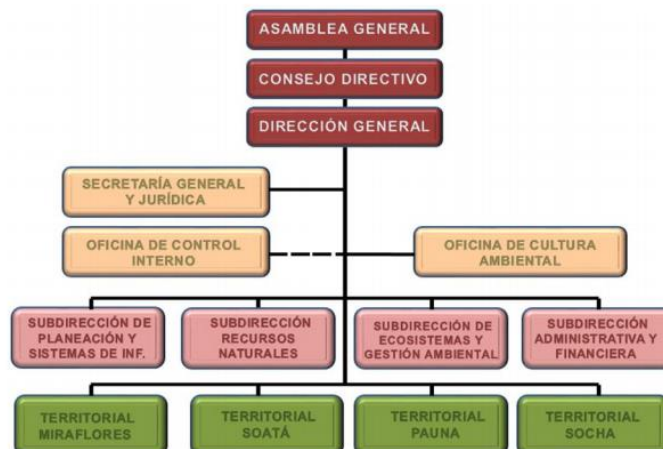 ASAMBLEA GENERAL
CONSEJO DIRECTIVO
DIRECCIÓN GENERAL
SECRETARÍA GENERAL
Y JURÍDICA
OFICINA DE CONTROL
INTERNO
OFICINA DE CULTURA
AMBIENTAL
SUBDIRECCIÓN DE
PLANEACIÓN Y
SISTEMAS DE INF.
SUBDIRECCIÓN
RECURSOS
NATURALES
SUBDIRECCIÓN DE
ECOSISTEMAS Y
GESTIÓN AMBIENTAL
SUBDIRECCIÓN
ADMINISTRATIVA Y
FINANCIERA
TERRITORIAL
MIRAFLORES
TERRITORIAL
SOATÁ
TERRITORIAL
PAUNA
TERRITORIAL
SOCHA